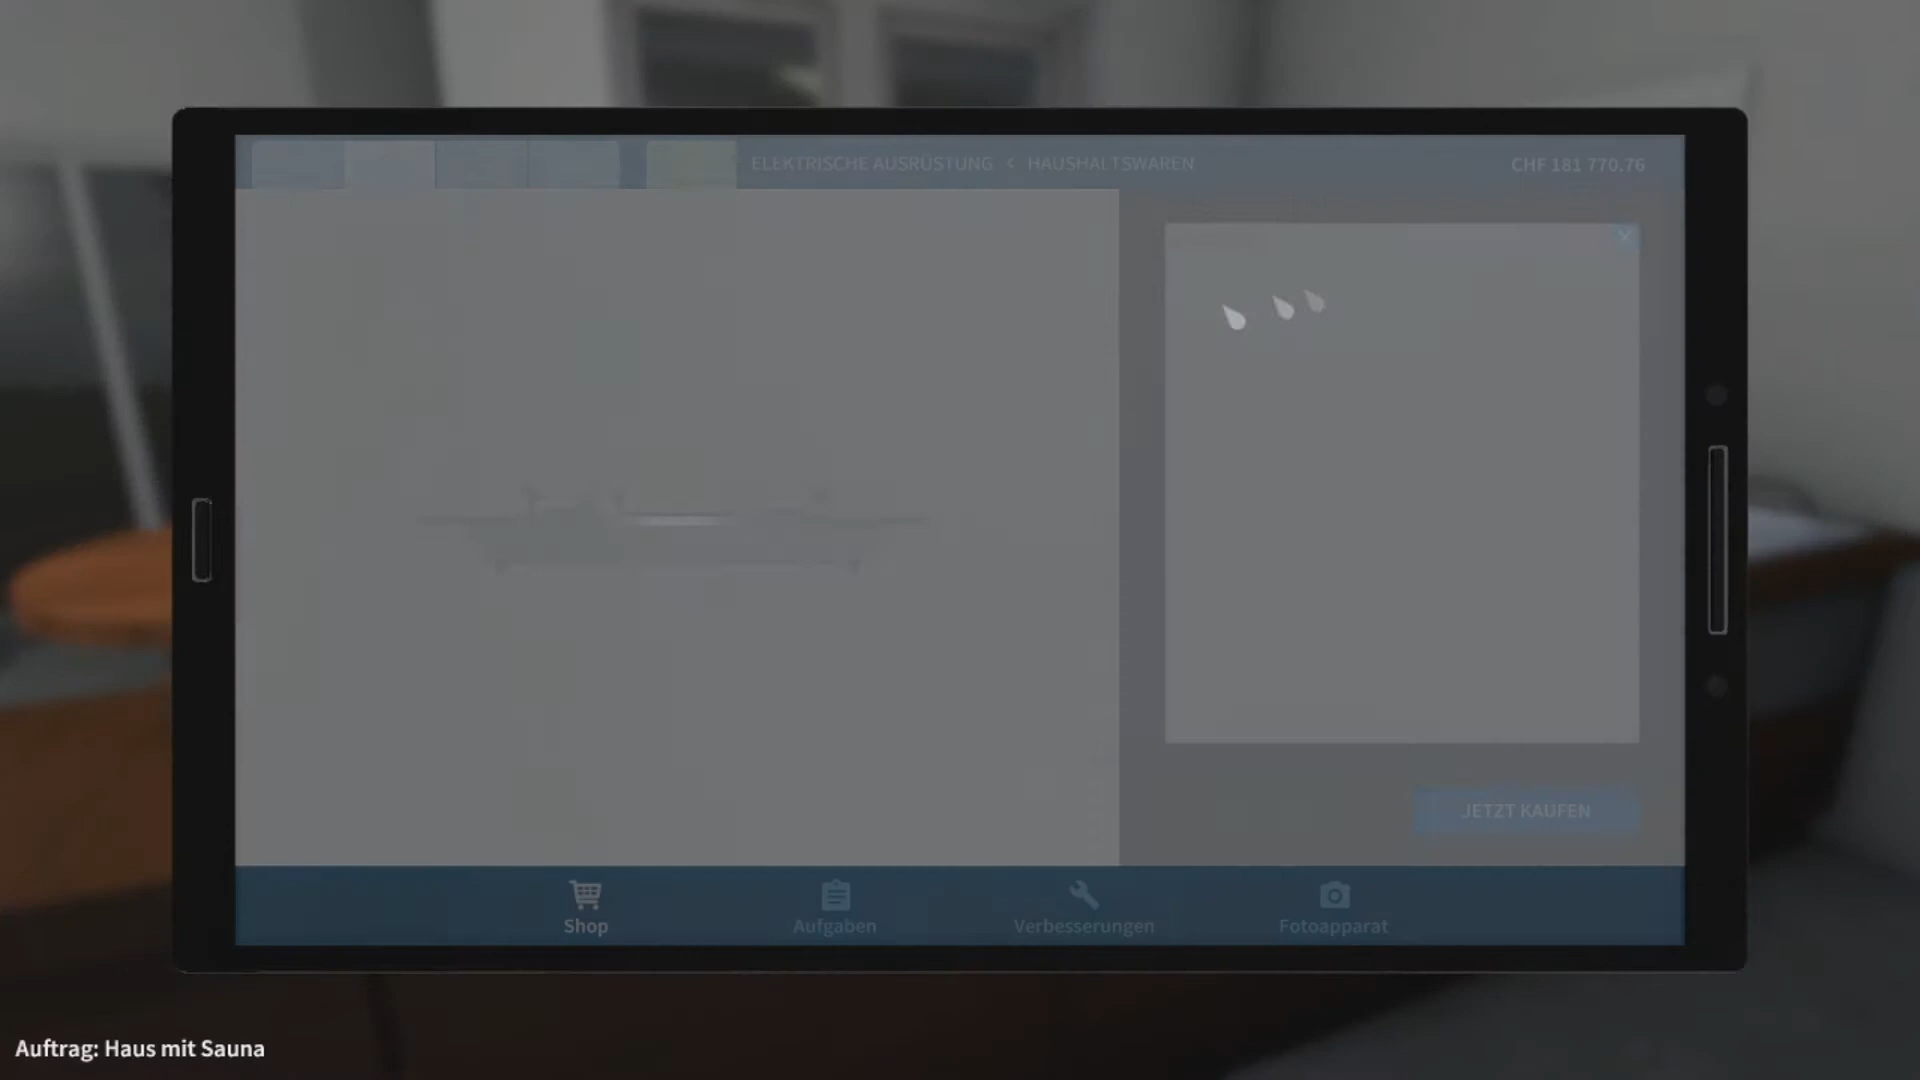 ELEKTRISCHE AUSRÜSTUNG < HAUSHALTSWAREN
CHF 181 770.76
JETZT KAUFEN
Shop
Aufgaben
Verbesserungen
Fotoapparat
Auftrag: Haus mit Sauna